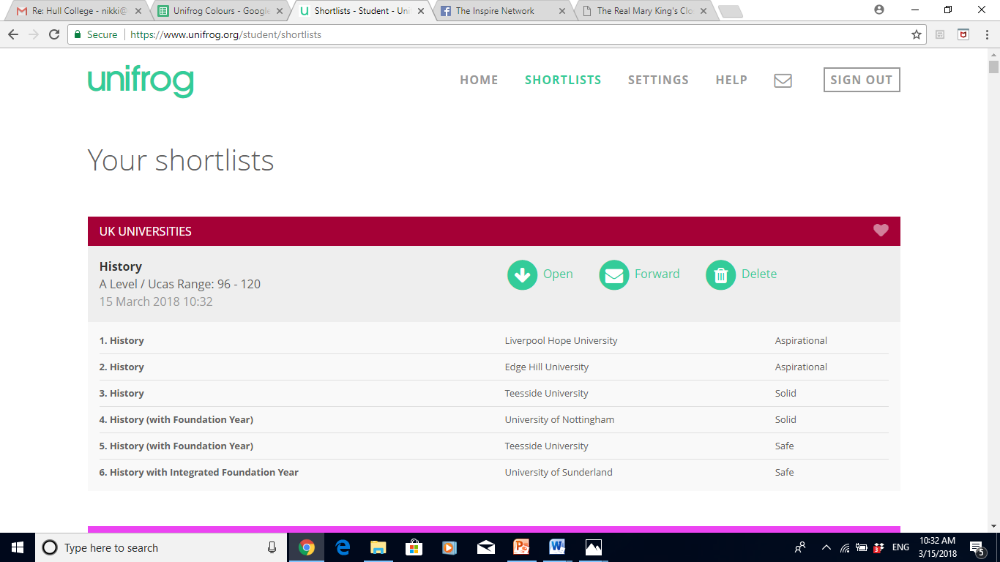 Re: Hull College - nikki@
Unifrog Colours - Google
Shortlists - Student - Uni
The Inspire Network
The Real Mary King's Clo
Secure https://www.unifrog.org/student/shortlists
unifrog HOME SHORTLISTS SETTINGS HELP SIGN OUT
Your shortlists
UK UNIVERSITIES
History
A Level / Ucas Range: 96 - 120
15 March 2018 10:32
Open Forward Delete
1. History Liverpool Hope University Aspirational
2. History Edge Hill University Aspirational
3. History Teesside University Solid
4. History (with Foundation Year) University of Nottingham Solid
5. History (with Foundation Year) Teesside University Safe
6. History with Integrated Foundation Year University of Sunderland Safe
Type here to search
ENG
10:32 AM
3/15/2018
5